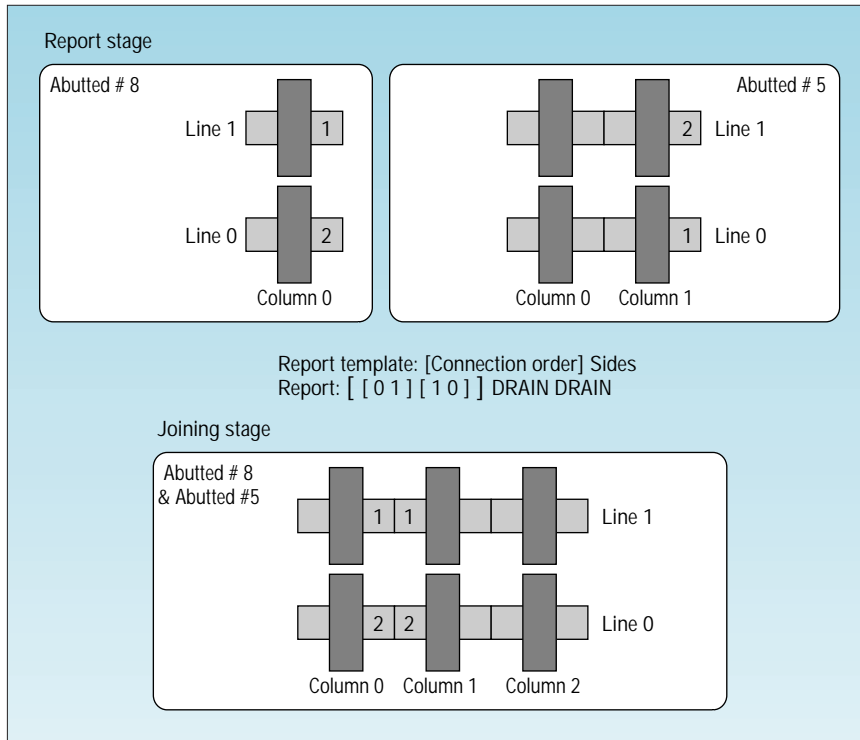 Report stage
Abutted # 8
Line 1
1
Line 0
2
Column 0
Abutted # 5
2
Line 1
1
Line 0
Column 0
Column 1
Report template: [Connection order] Sides
Report: [ [ 0 1 ] [ 1 0 ] ] DRAIN DRAIN
Joining stage
Abutted # 8
& Abutted #5
1 1
Line 1
2 2
Line 0
Column 0
Column 1
Column 2